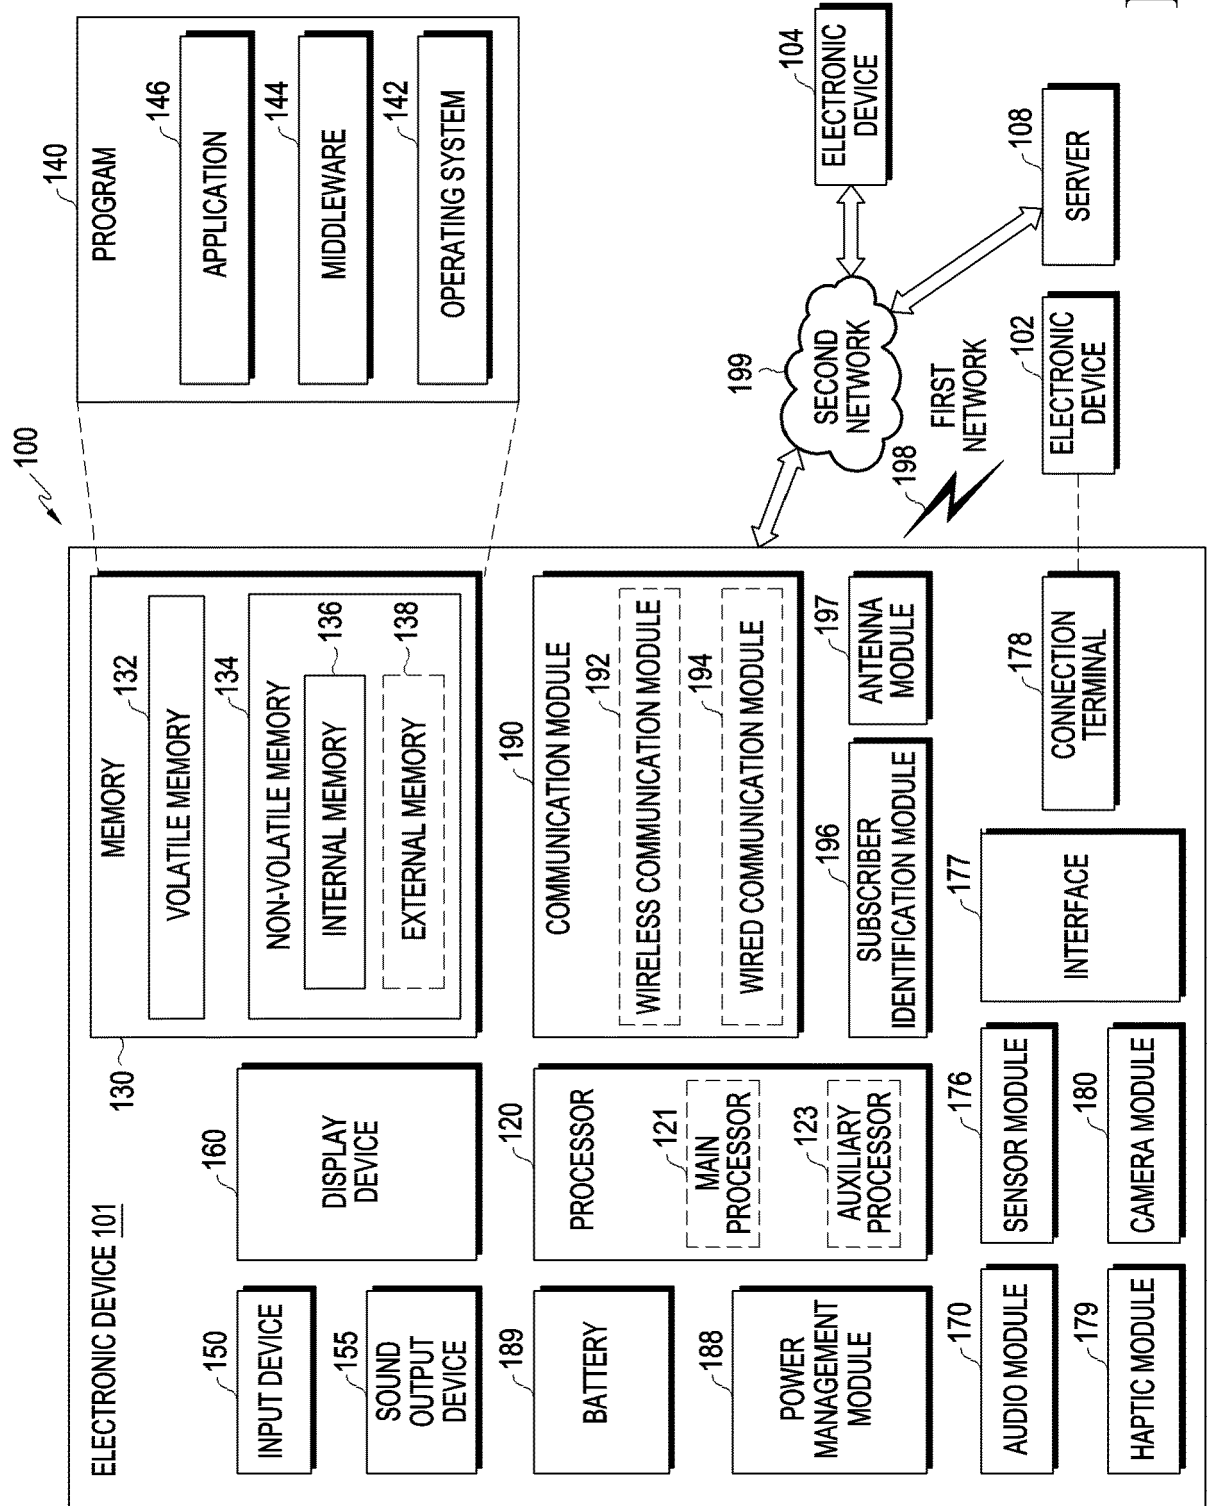 100
ELECTRONIC DEVICE 101
150
INPUT DEVICE
155
SOUND
OUTPUT
DEVICE
189
BATTERY
188
POWER
MANAGEMENT
MODULE
170
AUDIO MODULE
179
HAPTIC MODULE
160
DISPLAY
DEVICE
120
PROCESSOR
121
MAIN
PROCESSOR
123
AUXILIARY
PROCESSOR
176
SENSOR MODULE
180
CAMERA MODULE
130
MEMORY
132
VOLATILE MEMORY
134
NON-VOLATILE MEMORY
136
INTERNAL MEMORY
138
EXTERNAL MEMORY
190
COMMUNICATION MODULE
192
WIRELESS COMMUNICATION MODULE
194
WIRED COMMUNICATION MODULE
196
SUBSCRIBER
IDENTIFICATION MODULE
197
ANTENNA
MODULE
177
INTERFACE
178
CONNECTION
TERMINAL
140
PROGRAM
146
APPLICATION
144
MIDDLEWARE
142
OPERATING SYSTEM
199
SECOND
NETWORK
198
FIRST
NETWORK
104
ELECTRONIC
DEVICE
108
SERVER
102
ELECTRONIC
DEVICE